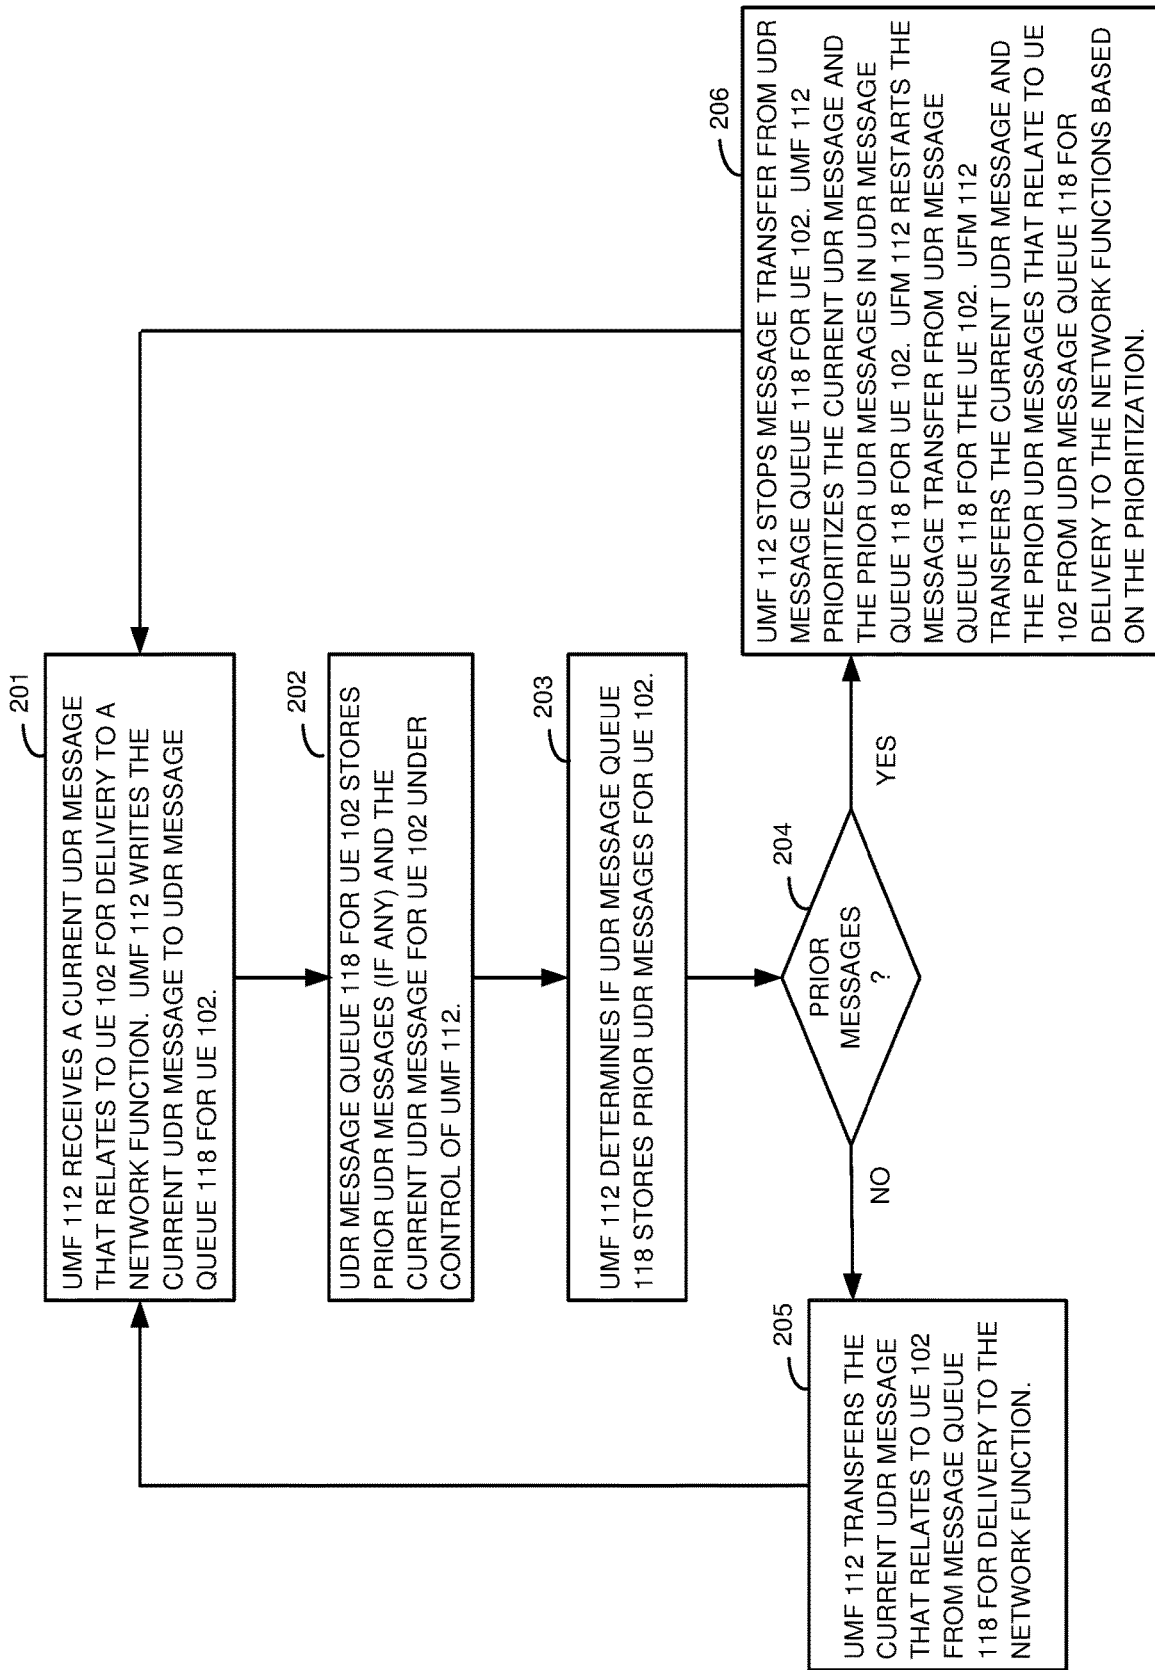 201
UMF 112 RECEIVES A CURRENT UDR MESSAGE
THAT RELATES TO UE 102 FOR DELIVERY TO A
NETWORK FUNCTION. UMF 112 WRITES THE
CURRENT UDR MESSAGE TO UDR MESSAGE
QUEUE 118 FOR UE 102.
202
UDR MESSAGE QUEUE 118 FOR UE 102 STORES
PRIOR UDR MESSAGES (IF ANY) AND THE
CURRENT UDR MESSAGE FOR UE 102 UNDER
CONTROL OF UMF 112.
203
UMF 112 DETERMINES IF UDR MESSAGE QUEUE
118 STORES PRIOR UDR MESSAGES FOR UE 102.
204
PRIOR
MESSAGES
?
NO
YES
205
UMF 112 TRANSFERS THE
CURRENT UDR MESSAGE
THAT RELATES TO UE 102
FROM MESSAGE QUEUE
118 FOR DELIVERY TO THE
NETWORK FUNCTION.
206
UMF 112 STOPS MESSAGE TRANSFER FROM UDR
MESSAGE QUEUE 118 FOR UE 102. UMF 112
PRIORITIZES THE CURRENT UDR MESSAGE AND
THE PRIOR UDR MESSAGES IN UDR MESSAGE
QUEUE 118 FOR UE 102. UFM 112 RESTARTS THE
MESSAGE TRANSFER FROM UDR MESSAGE
QUEUE 118 FOR THE UE 102. UFM 112
TRANSFERS THE CURRENT UDR MESSAGE AND
THE PRIOR UDR MESSAGES THAT RELATE TO UE
102 FROM UDR MESSAGE QUEUE 118 FOR
DELIVERY TO THE NETWORK FUNCTIONS BASED
ON THE PRIORITIZATION.